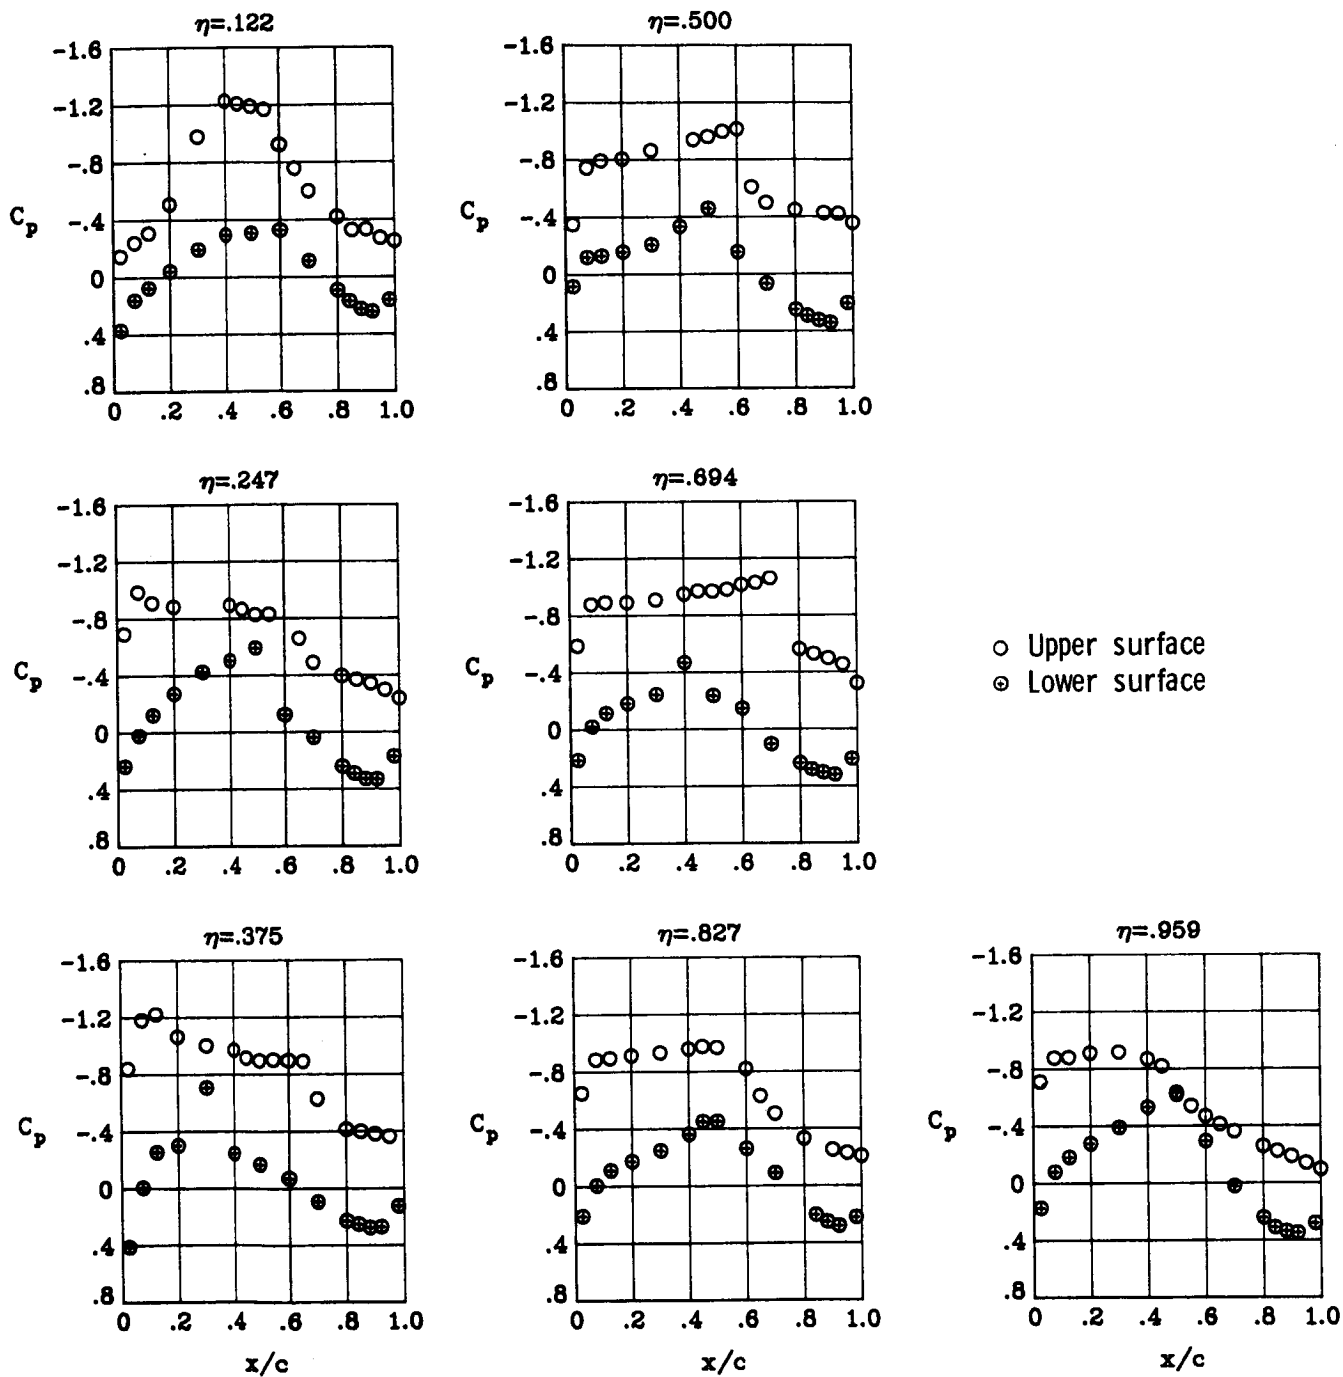 η=.122
-1.6
-1.2
-.8
-.4
0
.4
.8
C_p
0 .2 .4 .6 .8 1.0
η=.500
-1.6
-1.2
-.8
-.4
0
.4
.8
C_p
0 .2 .4 .6 .8 1.0
η=.247
-1.6
-1.2
-.8
-.4
0
.4
.8
C_p
0 .2 .4 .6 .8 1.0
η=.694
-1.6
-1.2
-.8
-.4
0
.4
.8
C_p
0 .2 .4 .6 .8 1.0
Upper surface
Lower surface
η=.375
-1.6
-1.2
-.8
-.4
0
.4
.8
C_p
0 .2 .4 .6 .8 1.0
x/c
η=.827
-1.6
-1.2
-.8
-.4
0
.4
.8
C_p
0 .2 .4 .6 .8 1.0
x/c
η=.959
-1.6
-1.2
-.8
-.4
0
.4
.8
C_p
0 .2 .4 .6 .8 1.0
x/c